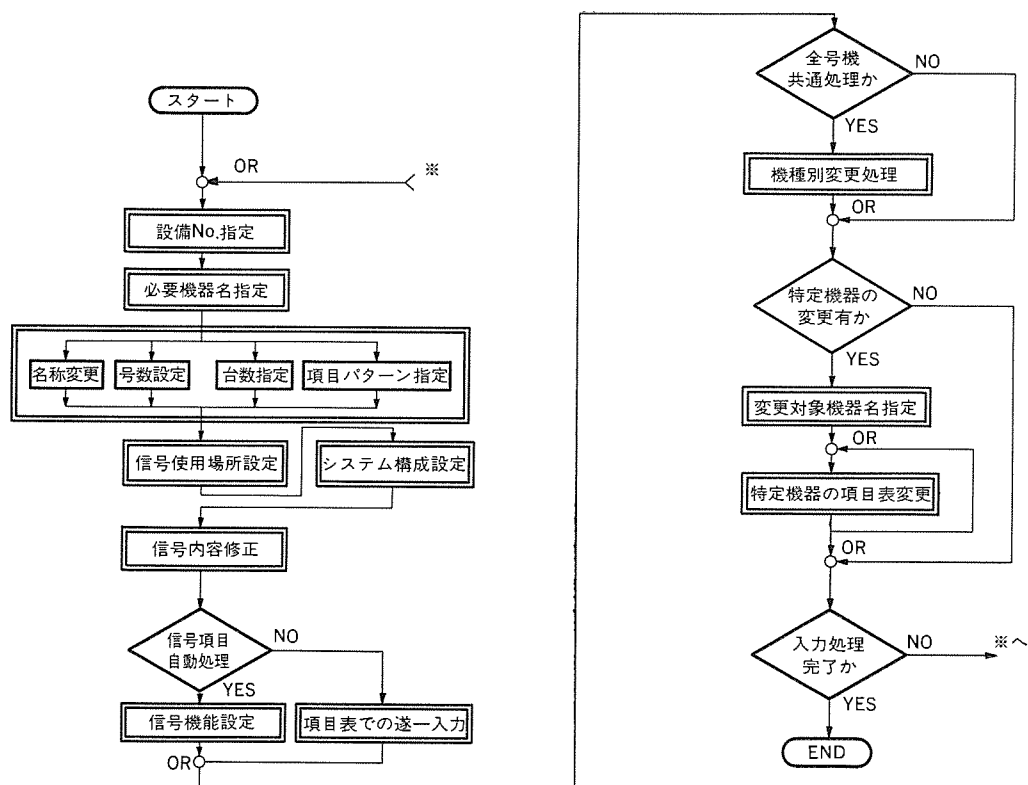 スタート
OR
※
設備No.指定
必要機器名指定
名称変更
号数設定
台数指定
項目パターン指定
信号使用場所設定
システム構成設定
信号内容修正
信号項目
自動処理
NO
YES
信号機能設定
項目表での遂一入力
OR
全号機
共通処理か
NO
YES
機種別変更処理
OR
特定機器の
変更有か
NO
YES
変更対象機器名指定
OR
特定機器の項目表変更
OR
入力処理
完了か
NO
※へ
YES
END